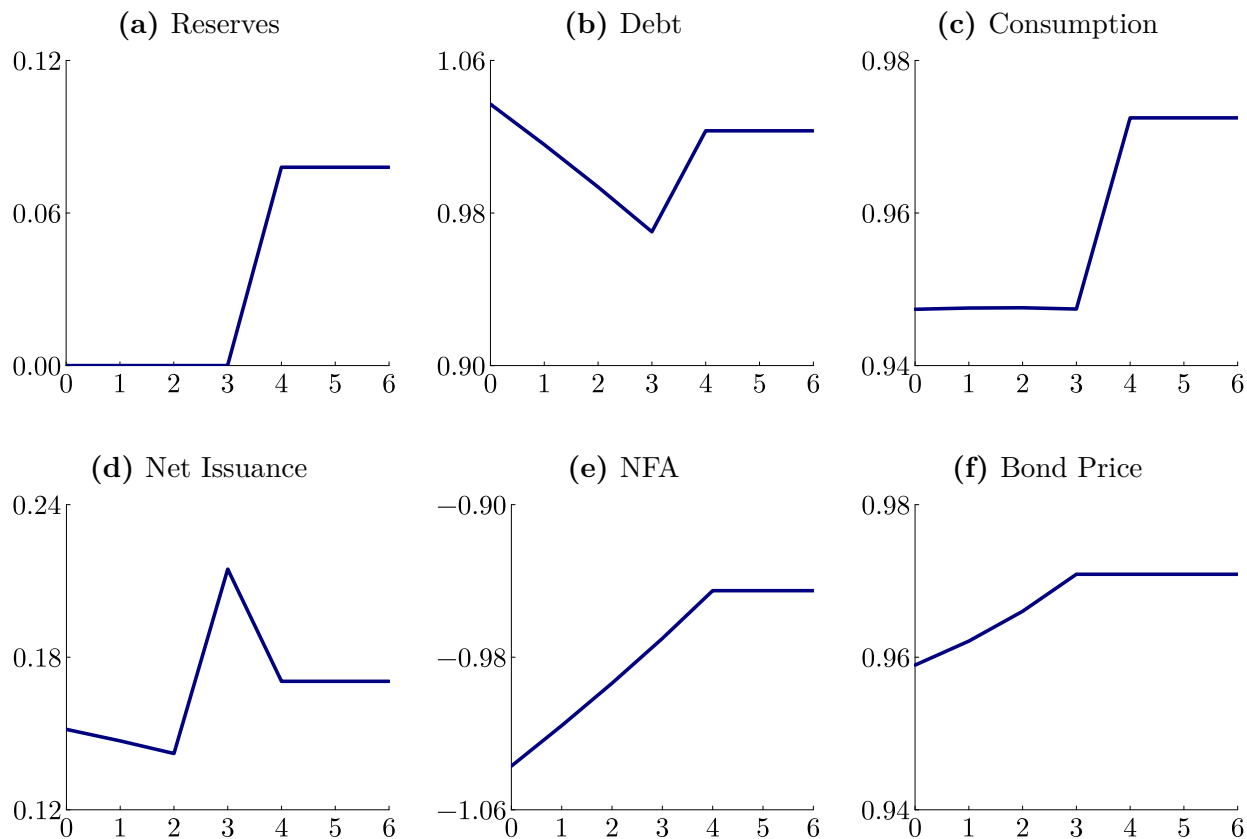 (a) Reserves
(b) Debt
(c) Consumption
0.12
0.06
0.00
0 1 2 3 4 5 6
1.06
0.98
0.90
0 1 2 3 4 5 6
0.98
0.96
0.94
0 1 2 3 4 5 6
(d) Net Issuance
(e) NFA
(f) Bond Price
0.24
0.18
0.12
0 1 2 3 4 5 6
−0.90
−0.98
−1.06
0 1 2 3 4 5 6
0.98
0.96
0.94
0 1 2 3 4 5 6